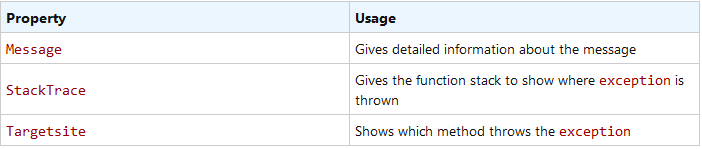 Property Usage
Message Gives detailed information about the message
StackTrace Gives the function stack to show where exception is
thrown
Targetsite Shows which method throws the exception